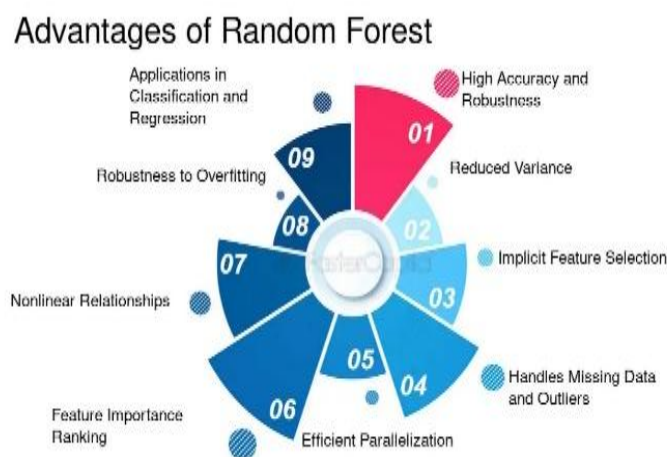 Advantages of Random Forest
High Accuracy and
Robustness
01
Reduced Variance
02
Implicit Feature Selection
03
Handles Missing Data
and Outliers
04
Efficient Parallelization
05
Feature Importance
Ranking
06
Nonlinear Relationships
07
Robustness to Overfitting
08
Applications in
Classification and
Regression
09
FasterCapital